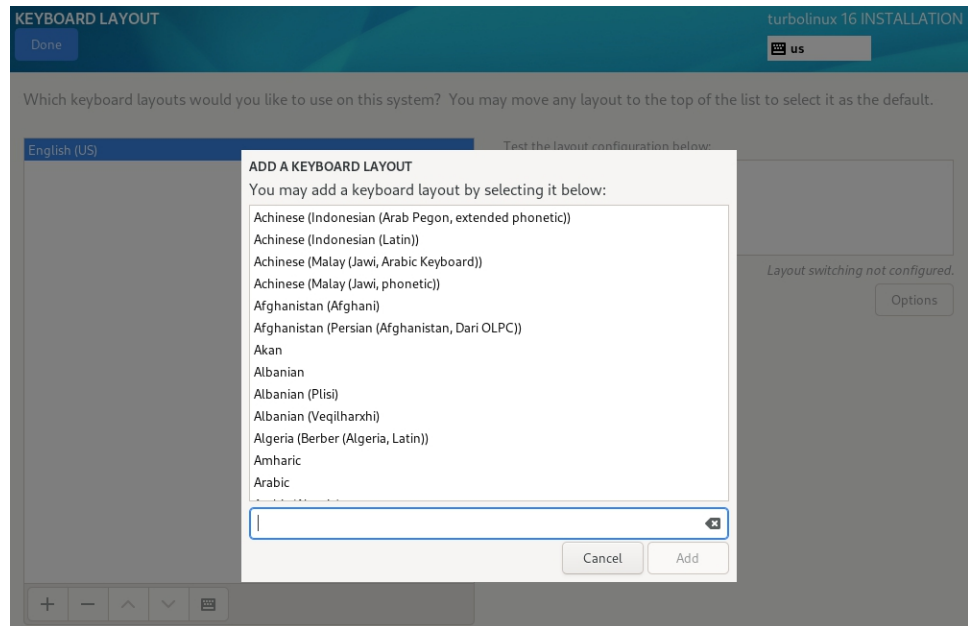 KEYBOARD LAYOUT
turbolinux 16 INSTALLATION
Done
us
Which keyboard layouts would you like to use on this system? You may move any layout to the top of the list to select it as the default.
English (US)
Test the layout configuration below:
ADD A KEYBOARD LAYOUT
You may add a keyboard layout by selecting it below:
Achinese (Indonesian (Arab Pegon, extended phonetic))
Achinese (Indonesian (Latin))
Achinese (Malay (Jawi, Arabic Keyboard))
Achinese (Malay (Jawi, phonetic))
Afghanistan (Afghani)
Afghanistan (Persian (Afghanistan, Dari OLPC))
Akan
Albanian
Albanian (Plisi)
Albanian (Veqilharxhi)
Algeria (Berber (Algeria, Latin))
Amharic
Arabic
Layout switching not configured.
Options
Cancel
Add